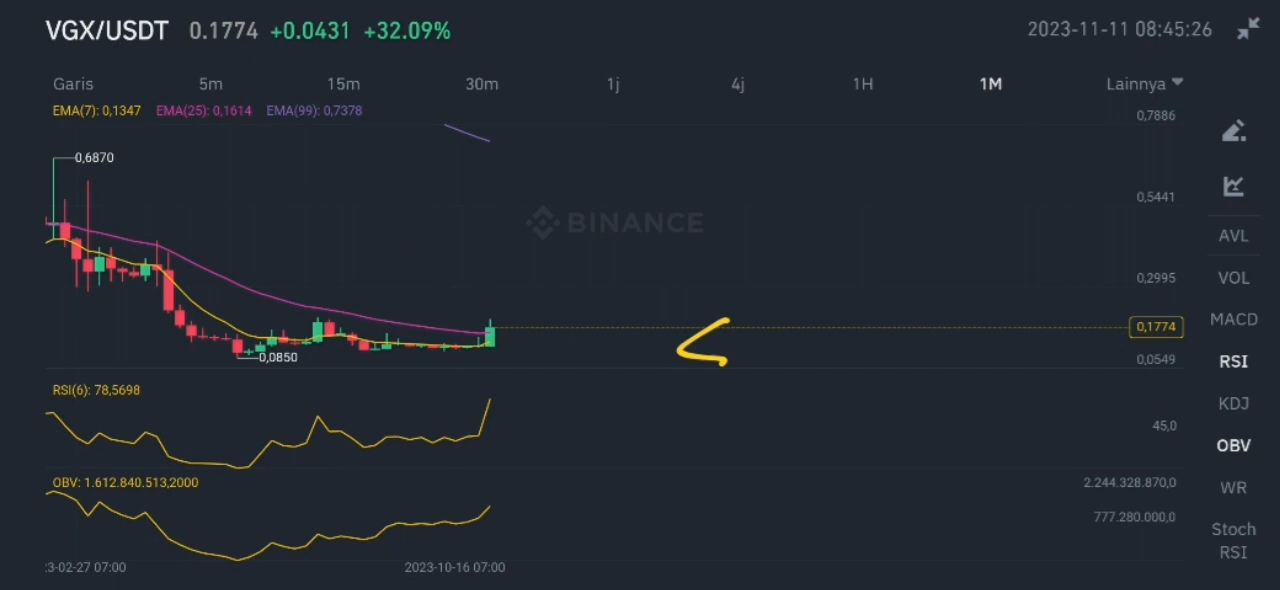 VGX/USDT 0.1774 +0.0431 +32.09% 2023-11-11 08:45:26
Garis 5m 15m 30m 1j 4j 1H 1M Lainnya
EMA(7): 0,1347 EMA(25): 0,1614 EMA(99): 0,7378
0,7886
0,6870
0,5441
BINANCE
AVL
0,2995
VOL
MACD
0,1774
0,0850
0,0549
RSI
RSI(6): 78,5698
KDJ
45,0
OBV
OBV: 1.612.840.513,2000
2.244.328.870,0
WR
777.280.000,0
Stoch
RSI
:3-02-27 07:00 2023-10-16 07:00